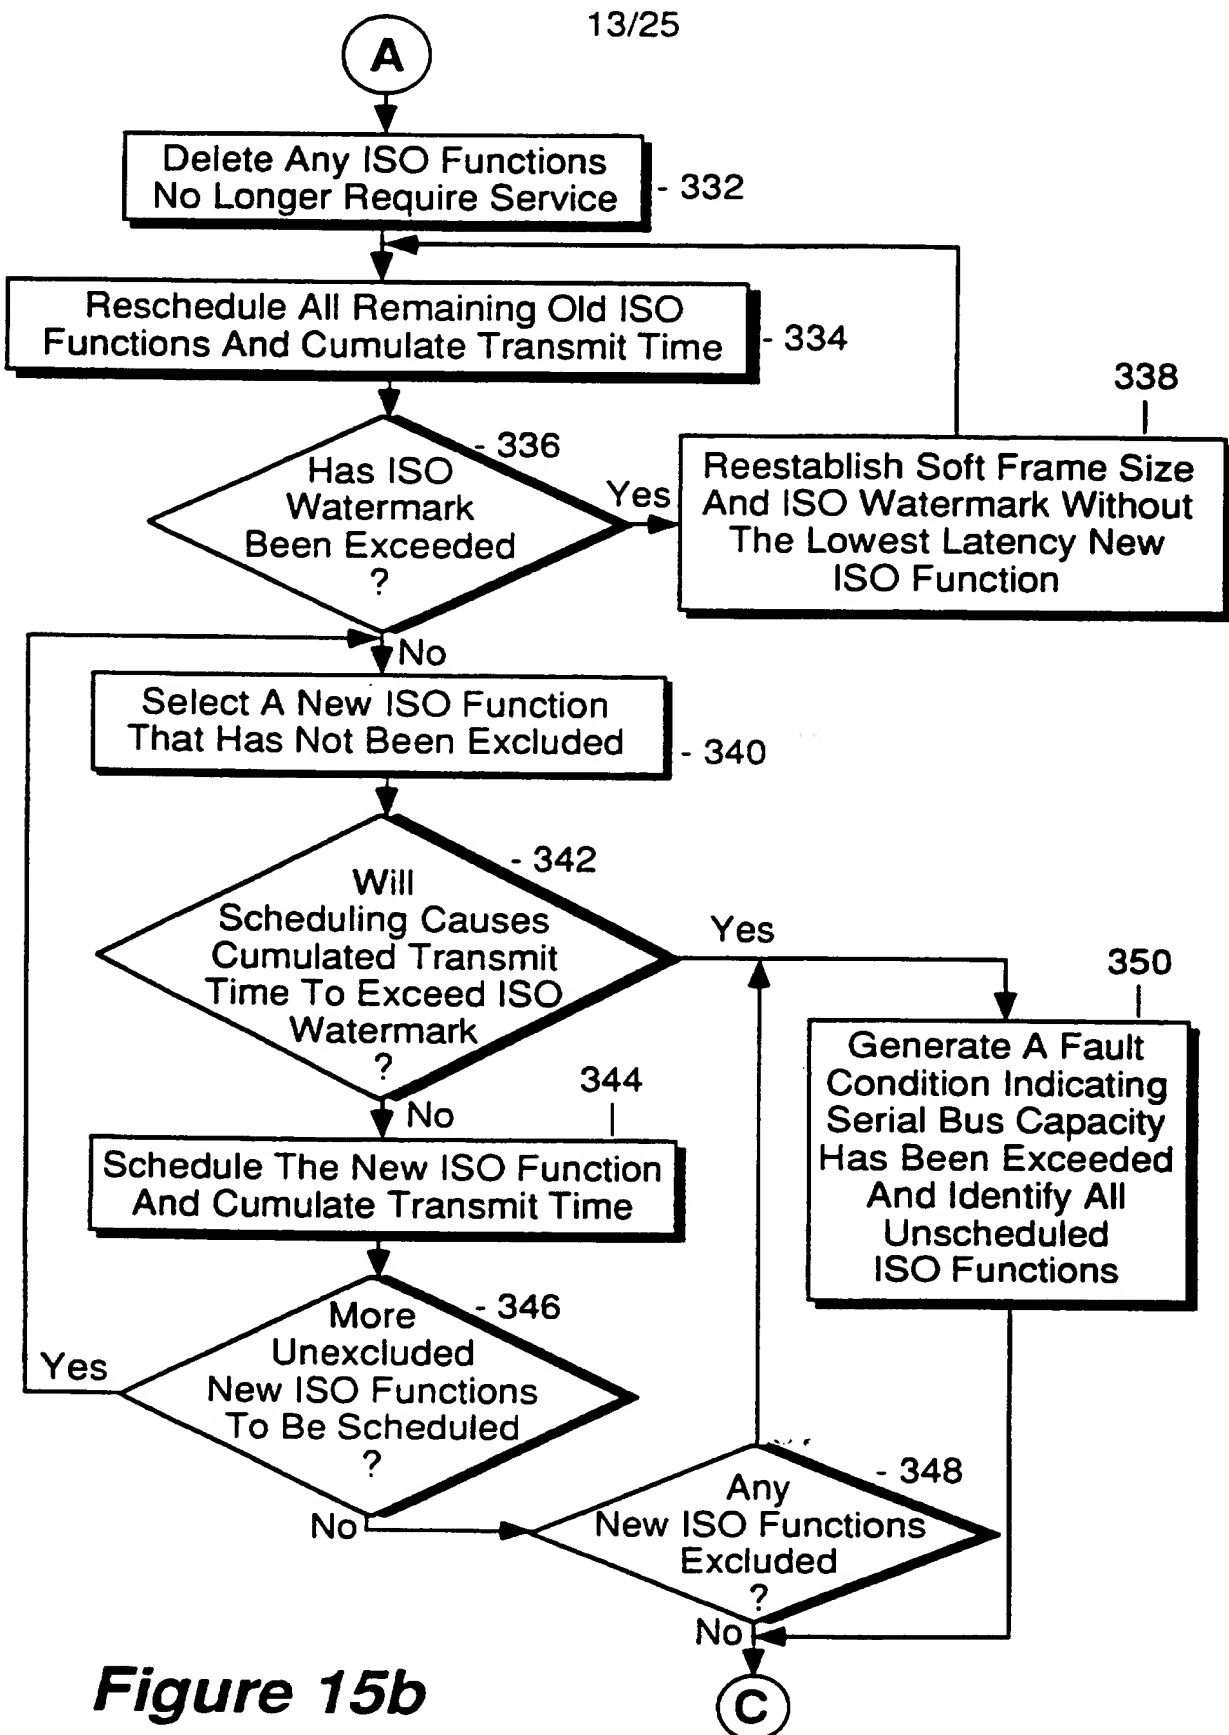 13/25
A
Delete Any ISO Functions
No Longer Require Service
- 332
Reschedule All Remaining Old ISO
Functions And Cumulate Transmit Time
- 334
- 336
Has ISO
Watermark
Been Exceeded
?
Yes
338
Reestablish Soft Frame Size
And ISO Watermark Without
The Lowest Latency New
ISO Function
No
Select A New ISO Function
That Has Not Been Excluded
- 340
- 342
Will
Scheduling Causes
Cumulated Transmit
Time To Exceed ISO
Watermark
?
Yes
350
Generate A Fault
Condition Indicating
Serial Bus Capacity
Has Been Exceeded
And Identify All
Unscheduled
ISO Functions
No
344
Schedule The New ISO Function
And Cumulate Transmit Time
- 346
More
Unexcluded
New ISO Functions
To Be Scheduled
?
Yes
No
- 348
Any
New ISO Functions
Excluded
?
No
C
Figure 15b